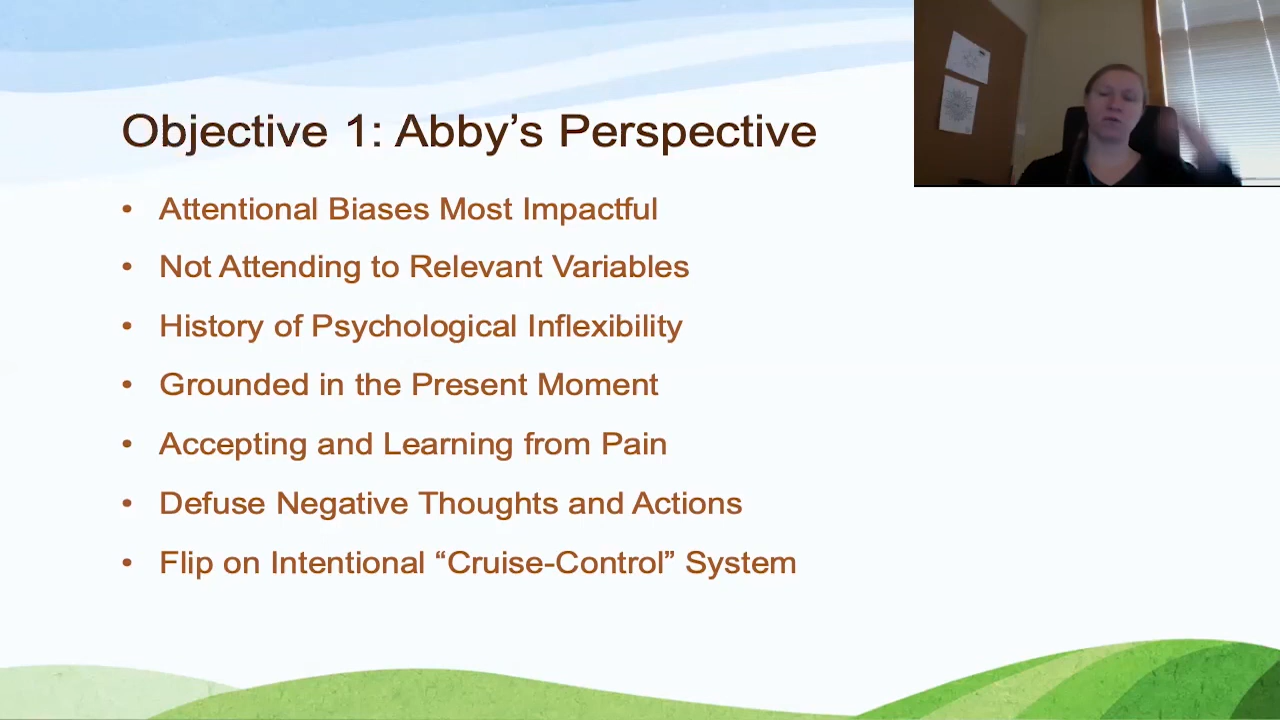 Objective 1: Abby’s Perspective
• Attentional Biases Most Impactful
• Not Attending to Relevant Variables
• History of Psychological Inflexibility
• Grounded in the Present Moment
• Accepting and Learning from Pain
• Defuse Negative Thoughts and Actions
• Flip on Intentional “Cruise-Control” System